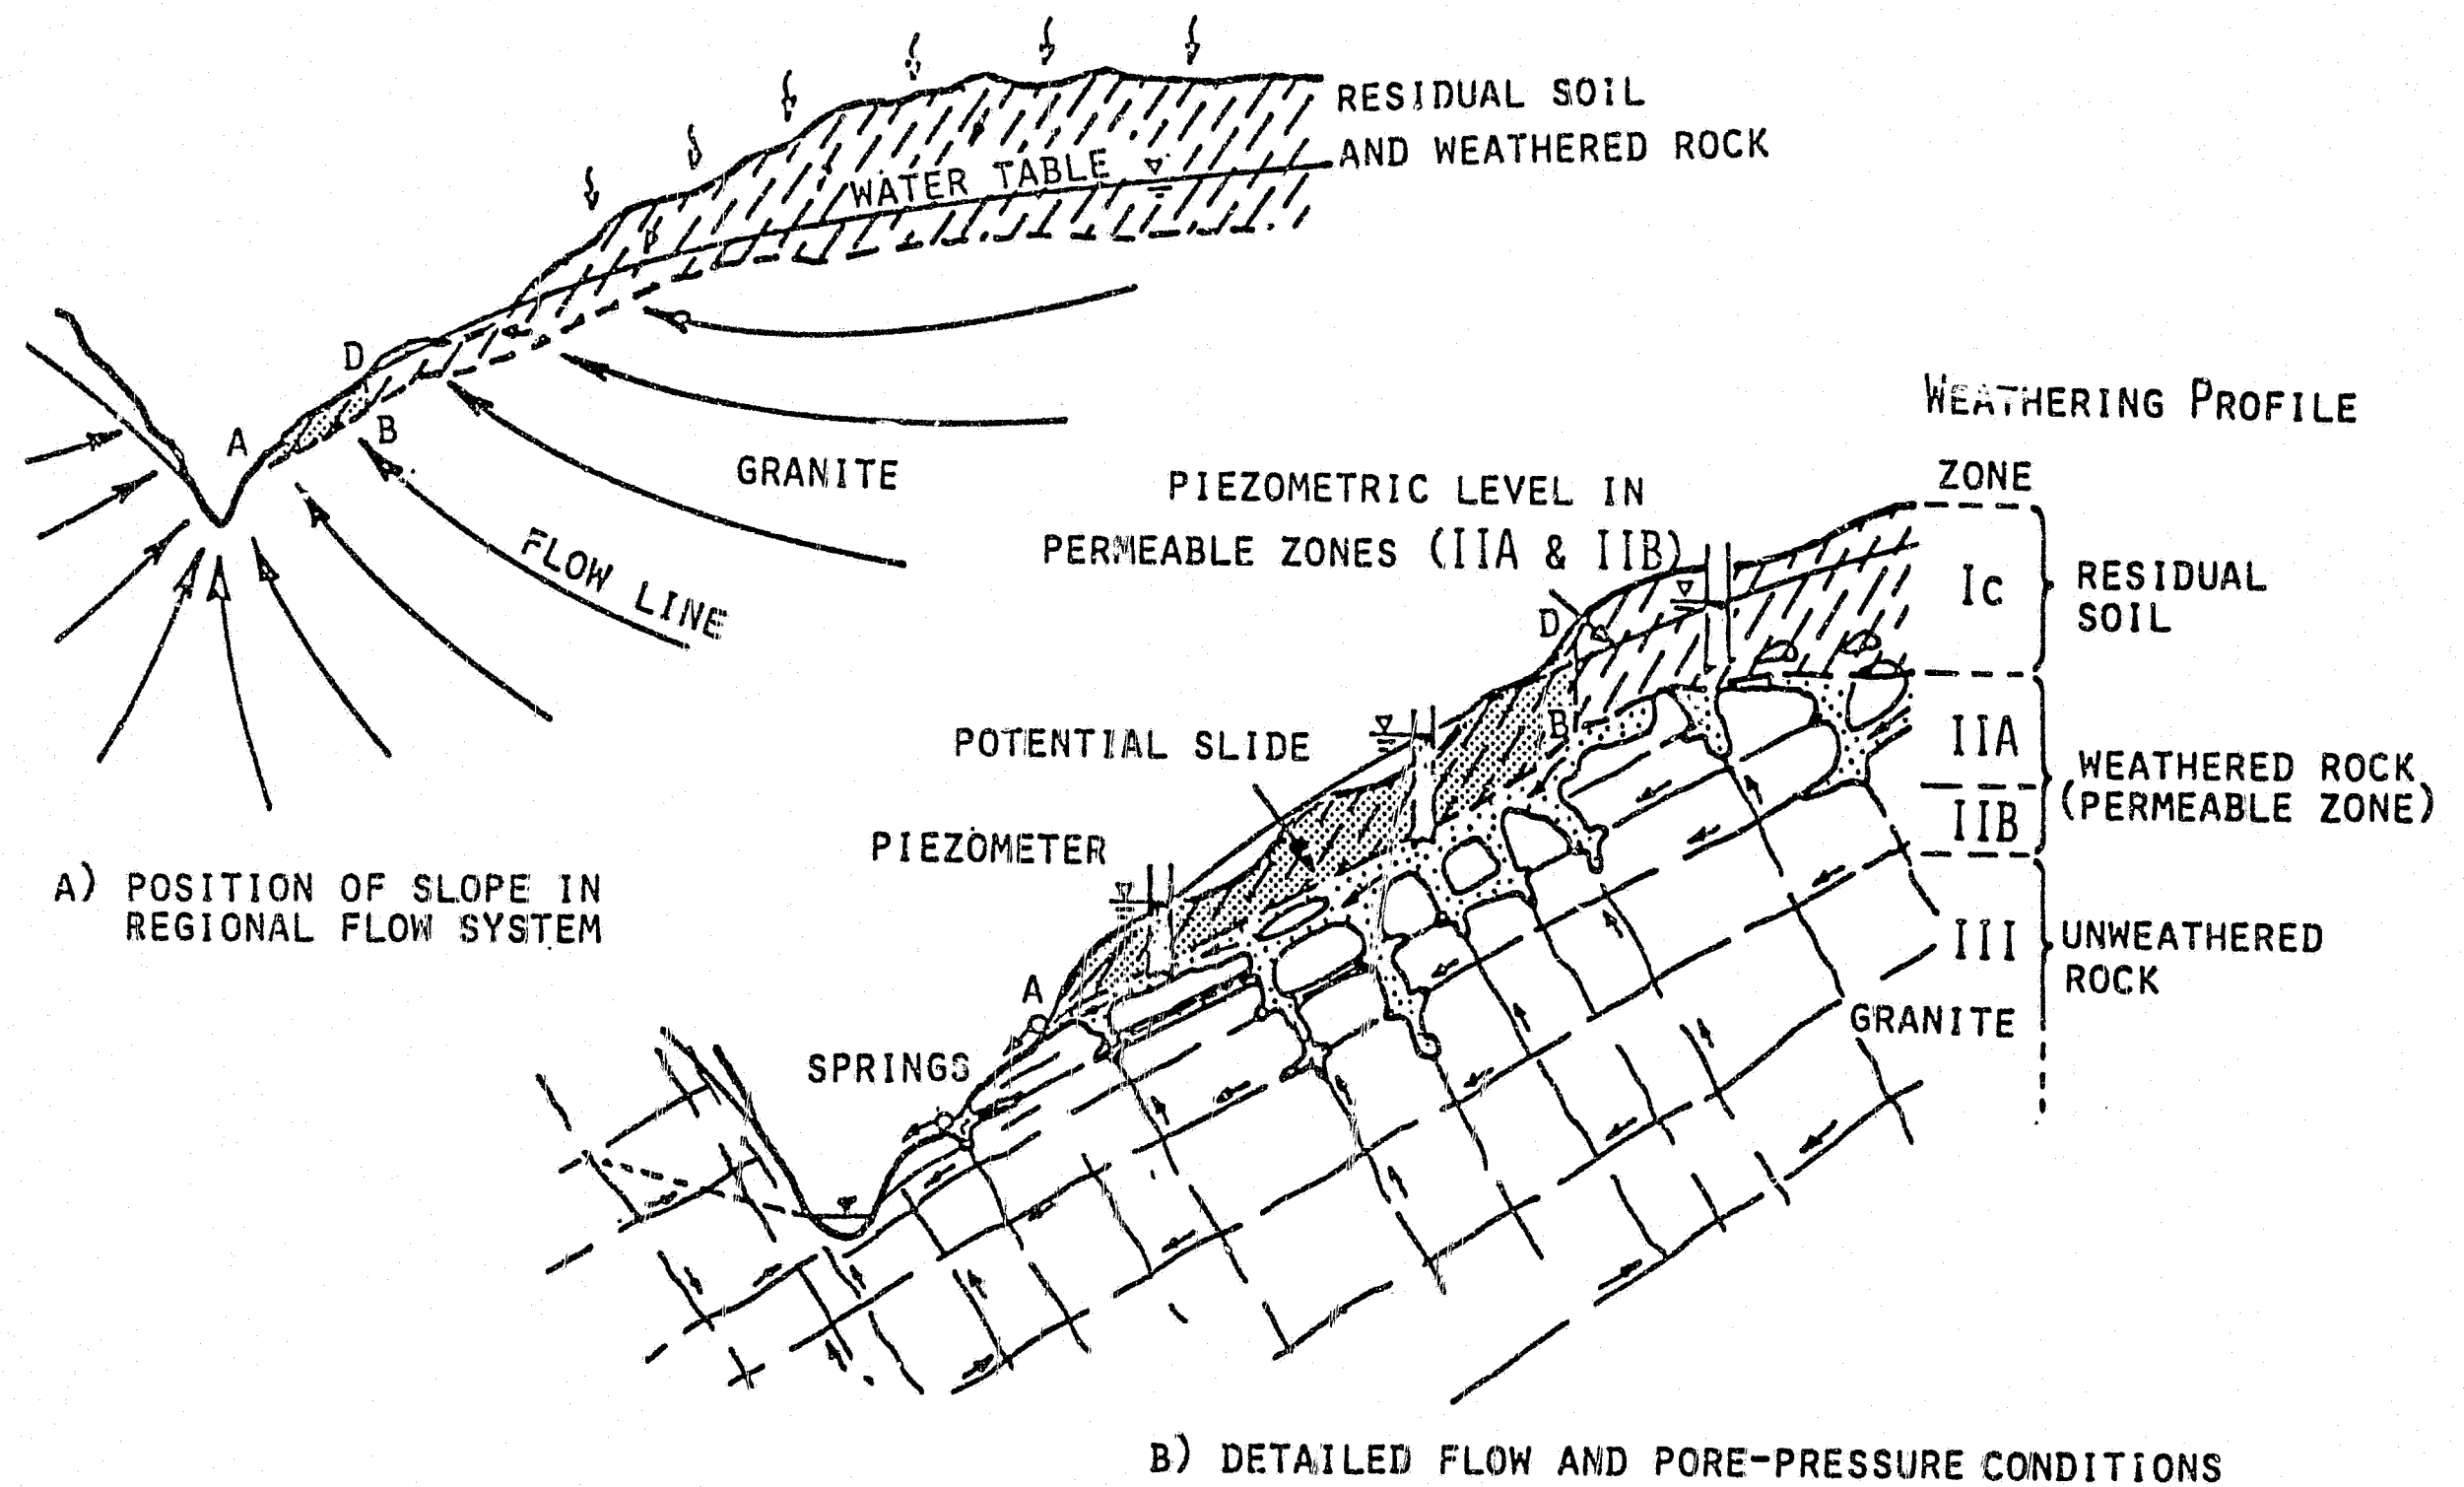 RESIDUAL SOIL
AND WEATHERED ROCK
WATER TABLE
D
A
B
GRANITE
FLOW LINE
A) POSITION OF SLOPE IN
REGIONAL FLOW SYSTEM
WEATHERING PROFILE
ZONE
PIEZOMETRIC LEVEL IN
PERMEABLE ZONES (IIA & IIB)
Ic
RESIDUAL
SOIL
D
B
POTENTIAL SLIDE
IIA
WEATHERED ROCK
(PERMEABLE ZONE)
IIB
PIEZOMETER
III
UNWEATHERED
ROCK
A
GRANITE
SPRINGS
B) DETAILED FLOW AND PORE-PRESSURE CONDITIONS